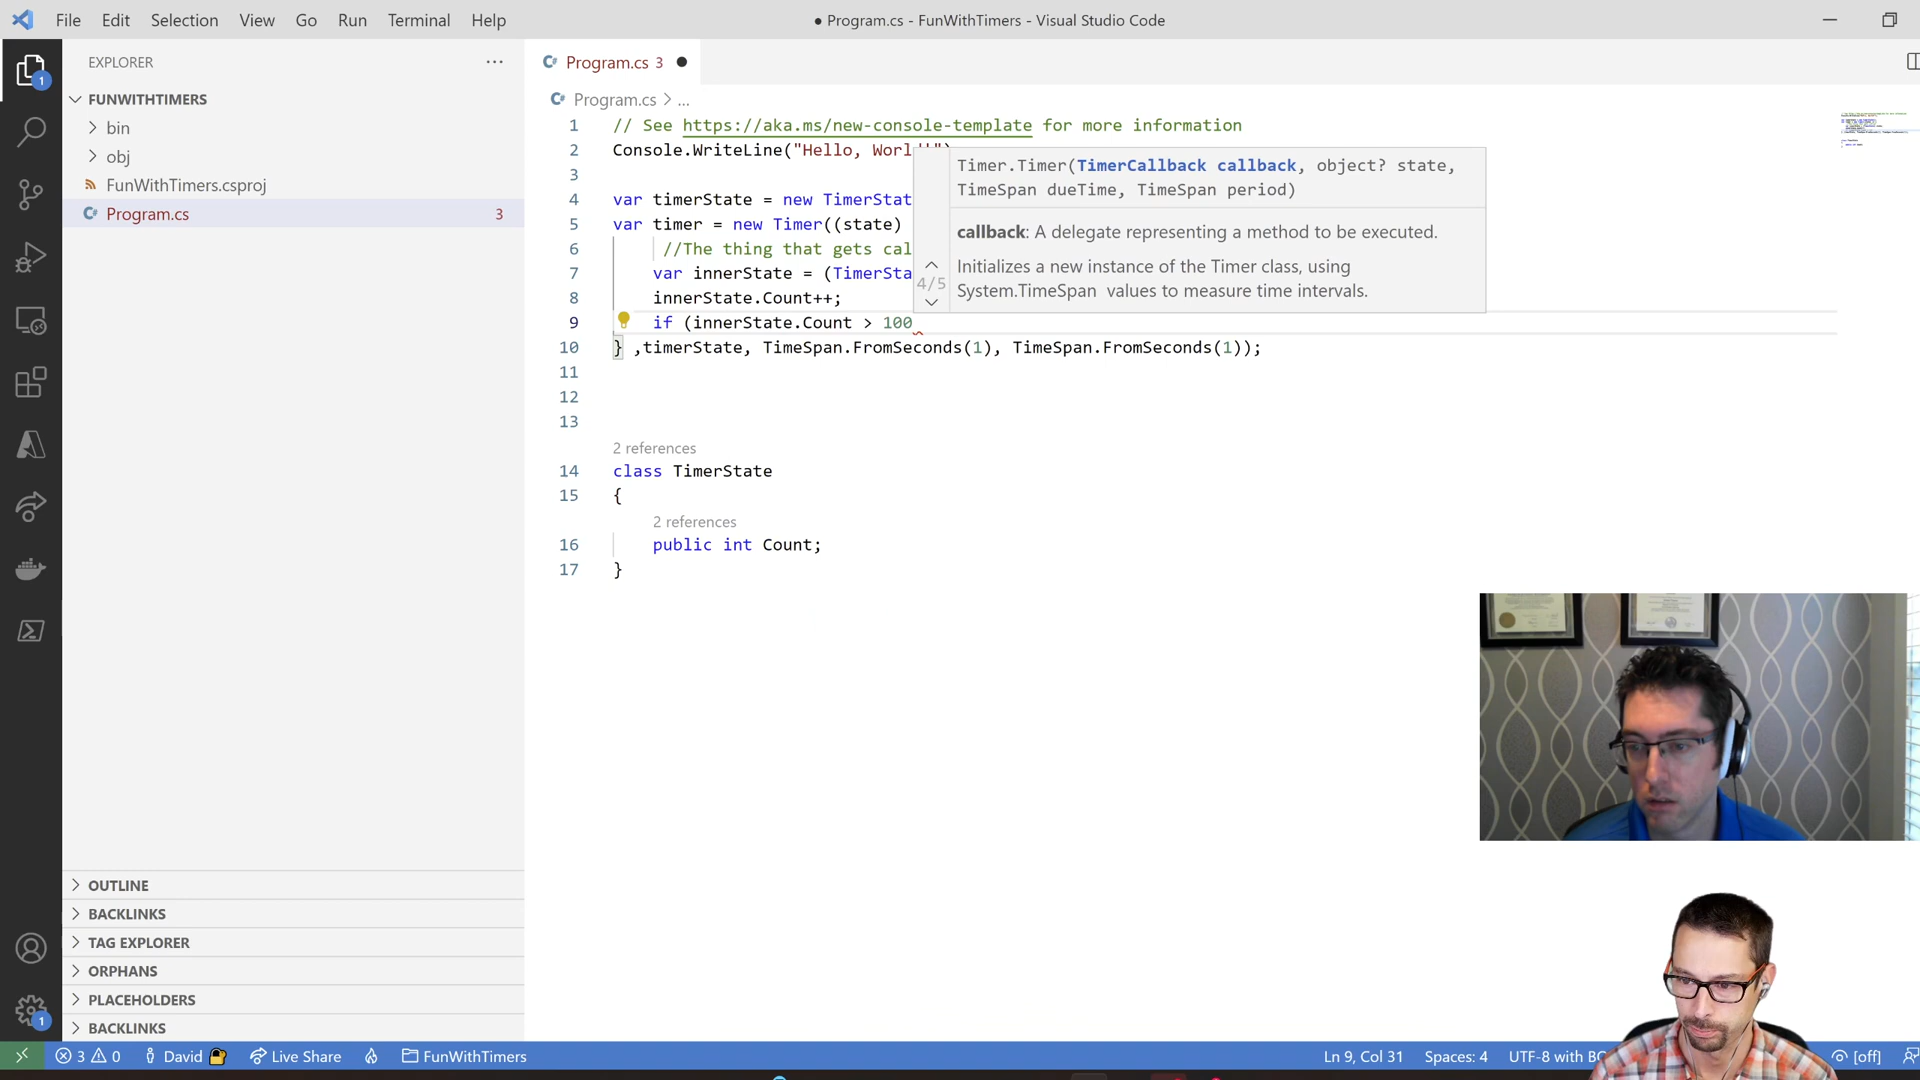 File Edit Selection View Go Run Terminal Help
● Program.cs - FunWithTimers - Visual Studio Code
1
EXPLORER
FUNWITHTIMERS
bin
obj
FunWithTimers.csproj
Program.cs 3
OUTLINE
BACKLINKS
TAG EXPLORER
ORPHANS
PLACEHOLDERS
BACKLINKS
1
Program.cs 3
Program.cs > ...
1 // See https://aka.ms/new-console-template for more information
2 Console.WriteLine("Hello, World!")
3
4 var timerState = new TimerStat
5 var timer = new Timer((state)
6 //The thing that gets cal
7 var innerState = (TimerSta
8 innerState.Count++;
9 if (innerState.Count > 100
10 } ,timerState, TimeSpan.FromSeconds(1), TimeSpan.FromSeconds(1));
11
12
13
2 references
14 class TimerState
15 {
2 references
16 public int Count;
17 }
Timer.Timer(TimerCallback callback, object? state,
TimeSpan dueTime, TimeSpan period)
callback: A delegate representing a method to be executed.
4/5
Initializes a new instance of the Timer class, using
System.TimeSpan values to measure time intervals.
3 0 David Live Share FunWithTimers
Ln 9, Col 31 Spaces: 4 UTF-8 with BO [off]